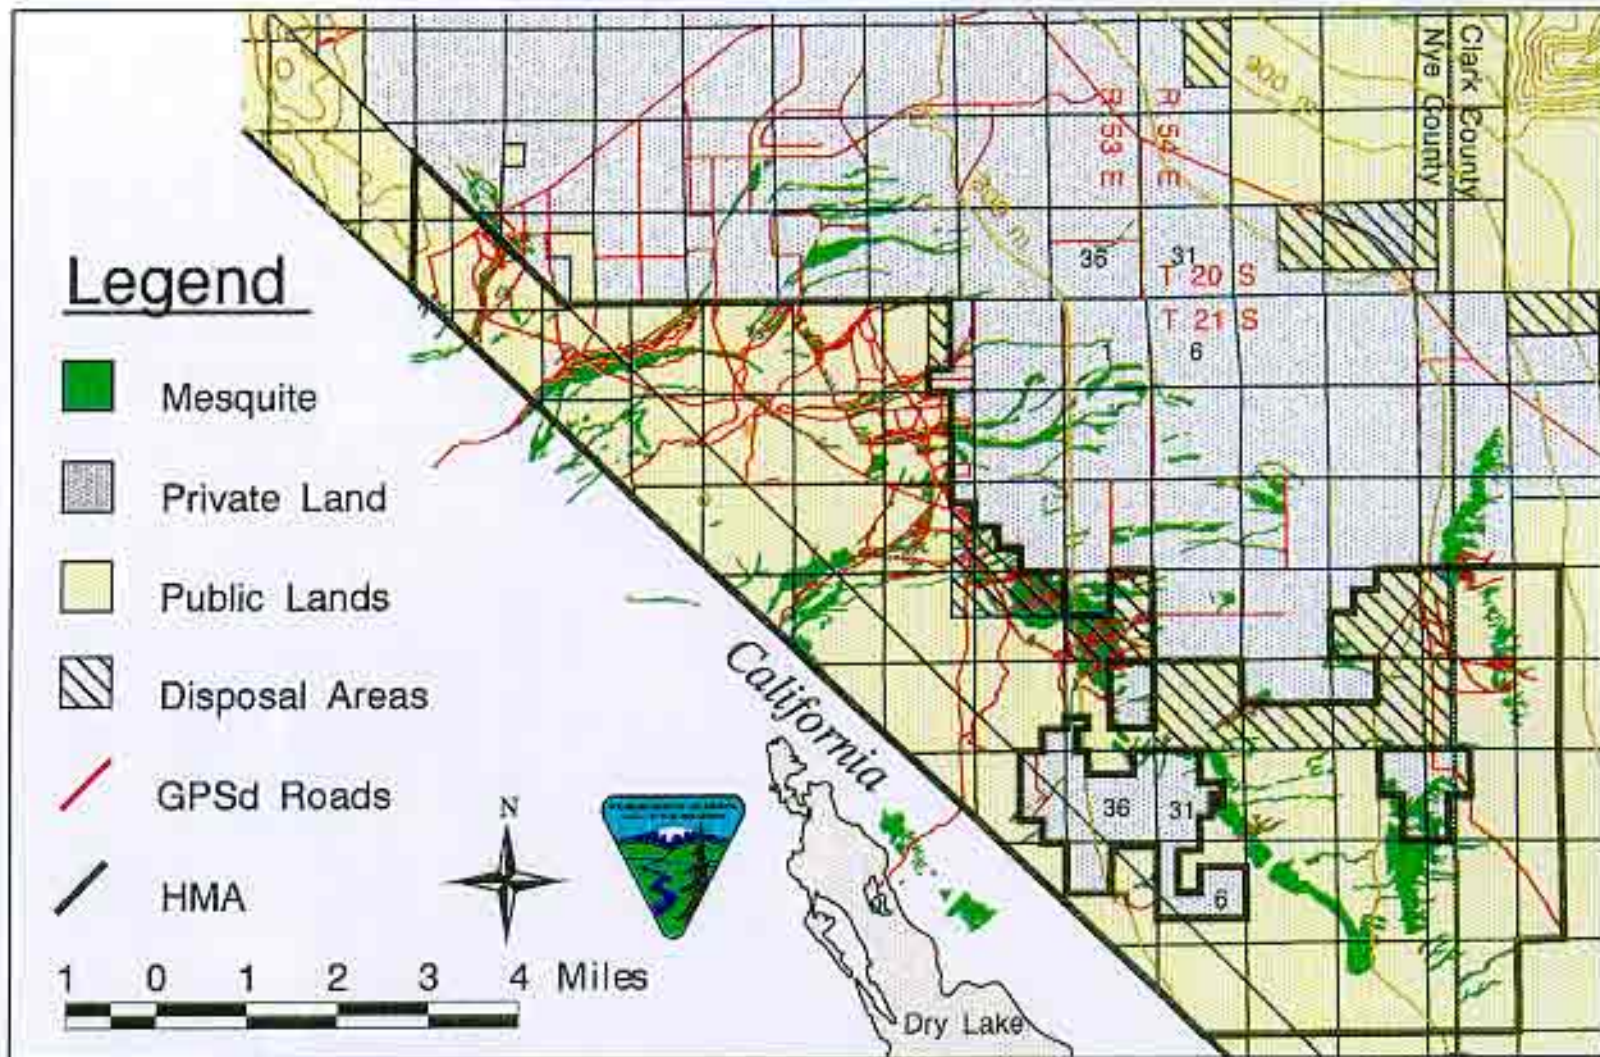 Legend
Mesquite
Private Land
Public Lands
Disposal Areas
GPSd Roads
HMA
1 0 1 2 3 4 Miles
N
California
Dry Lake
Clark County
Nye County
R 53 E
R 54 E
36
31
T 20 S
T 21 S
1
6
36
31
6